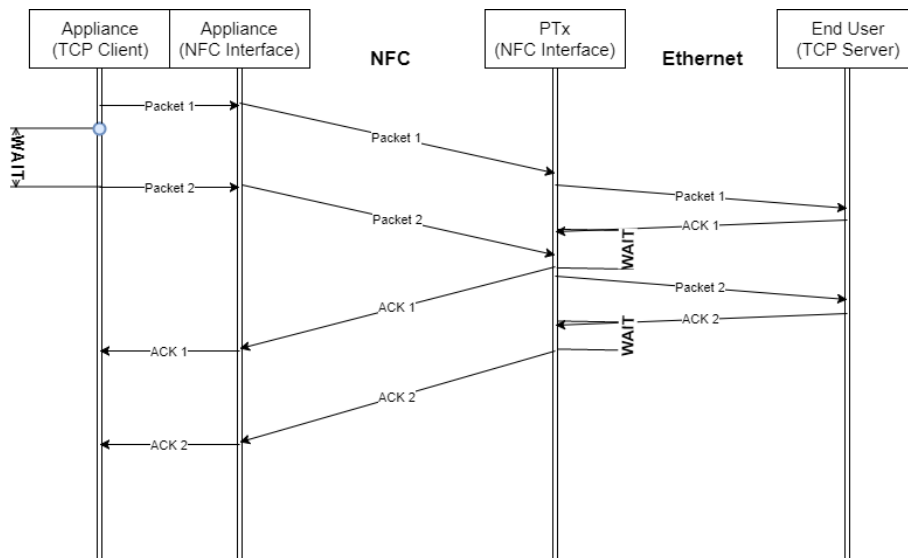 Appliance
(TCP Client)
Appliance
(NFC Interface)
NFC
PTx
(NFC Interface)
Ethernet
End User
(TCP Server)
Packet 1
Packet 1
WAIT
Packet 2
Packet 1
Packet 2
ACK 1
WAIT
Packet 2
ACK 1
ACK 2
WAIT
ACK 1
ACK 2
ACK 2